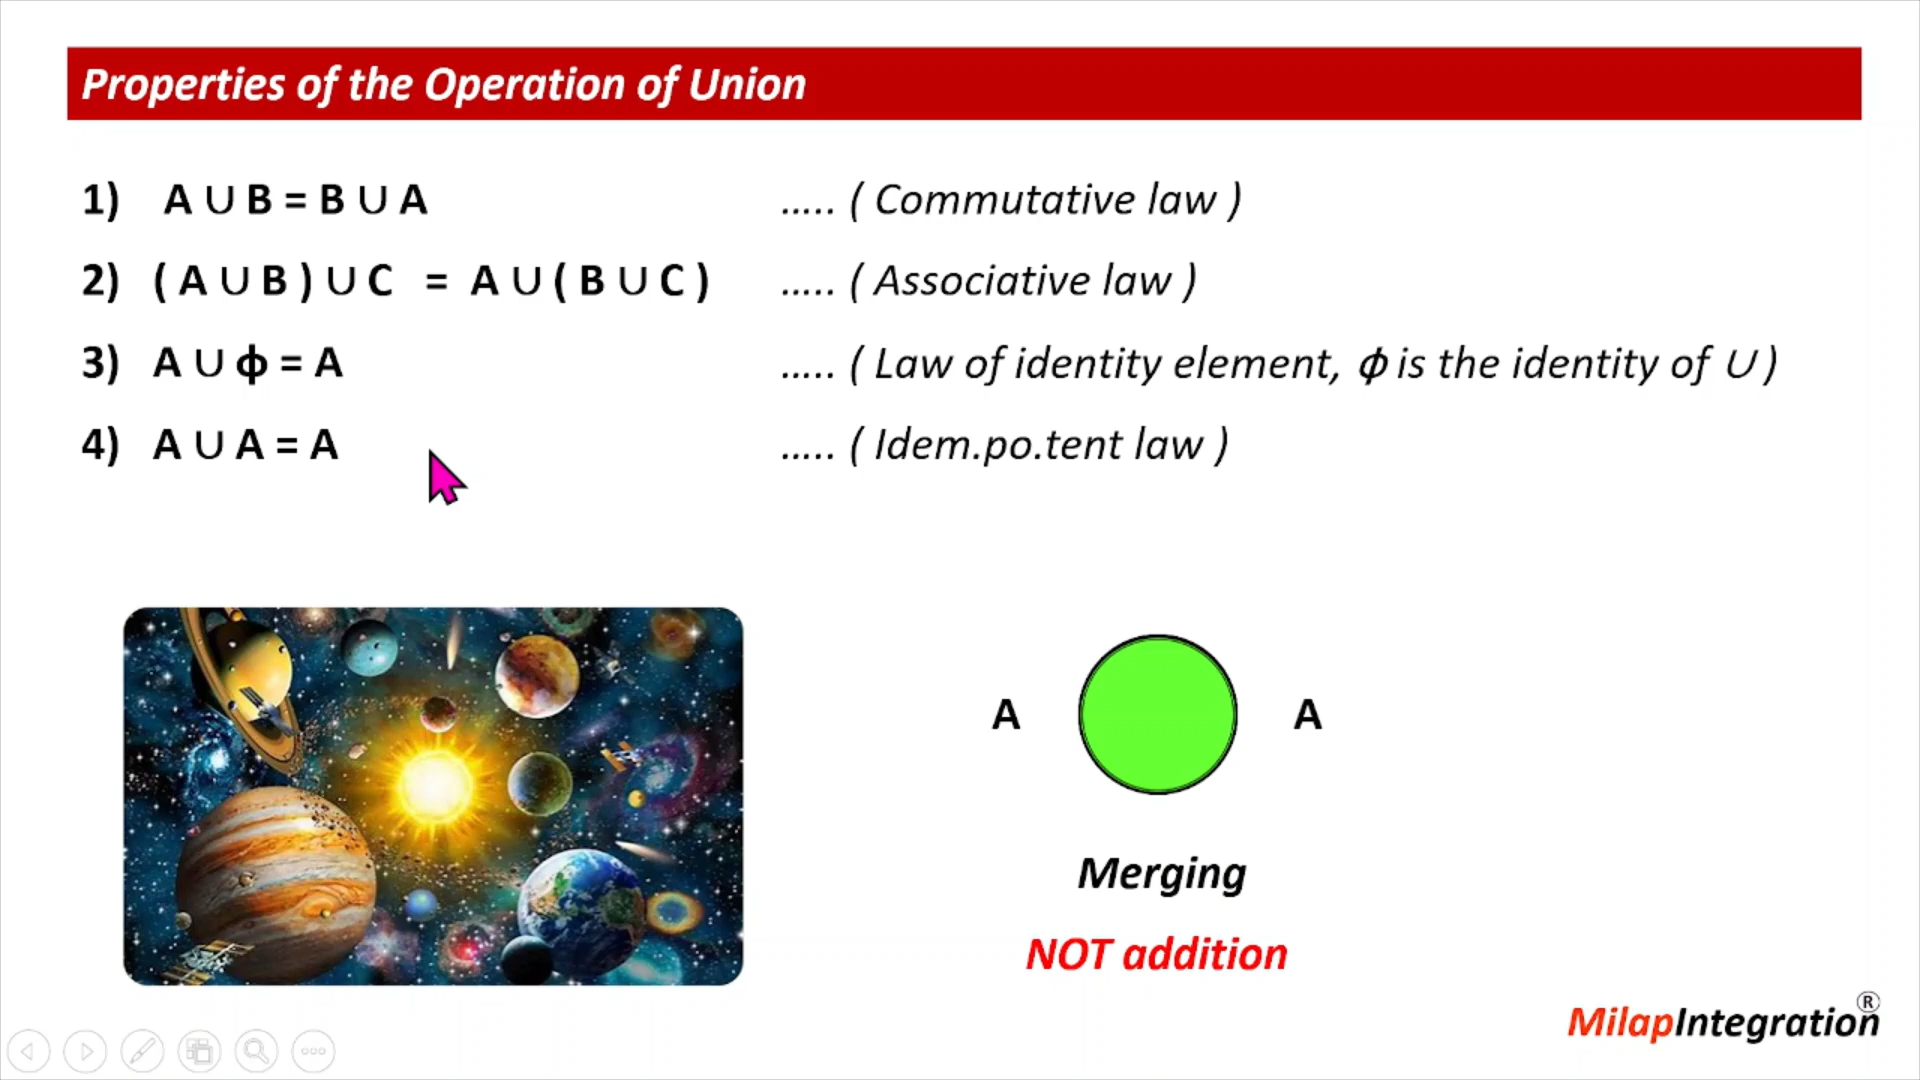 Properties of the Operation of Union
1) A ∪ B = B ∪ A ..... ( Commutative law )
2) ( A ∪ B ) ∪ C = A ∪ ( B ∪ C ) ..... ( Associative law )
3) A ∪ ϕ = A ..... ( Law of identity element, ϕ is the identity of ∪ )
4) A ∪ A = A ..... ( Idem.po.tent law )
A A
Merging
NOT addition
MilapIntegration ®